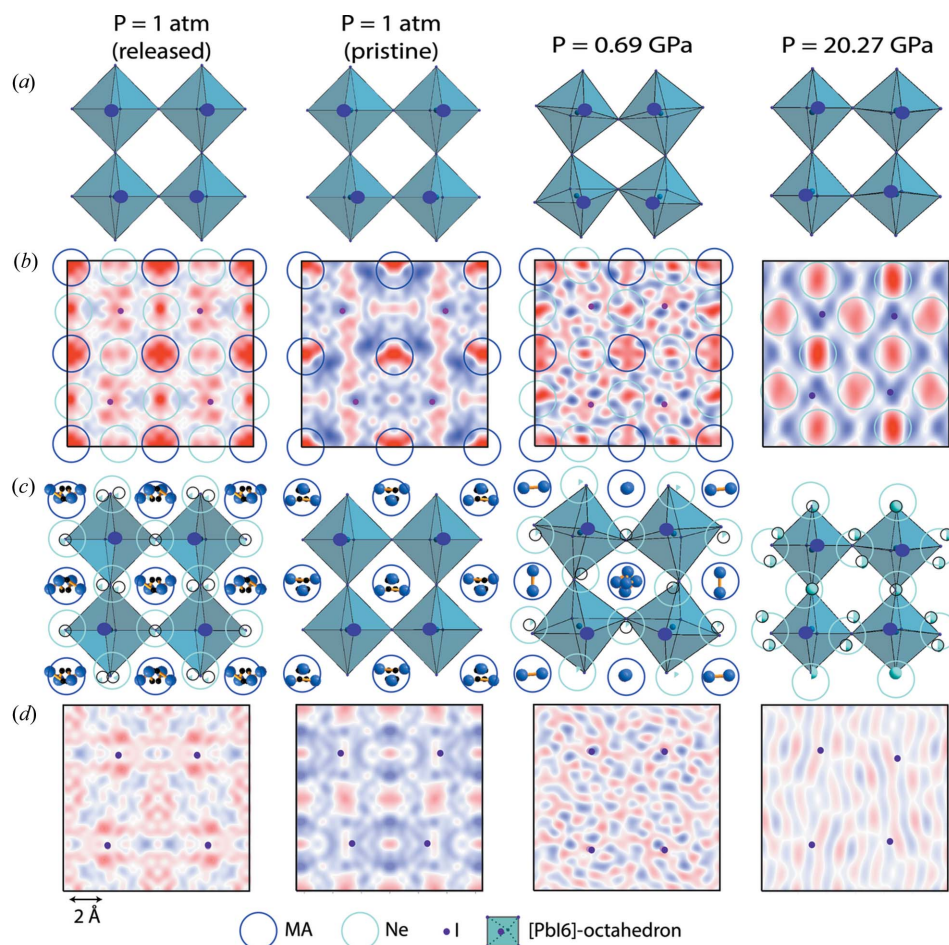 P = 1 atm
(released)
P = 1 atm
(pristine)
P = 0.69 GPa
P = 20.27 GPa
(a)
(b)
(c)
(d)
2 Å
MA
Ne
I
[PbI6]-octahedron